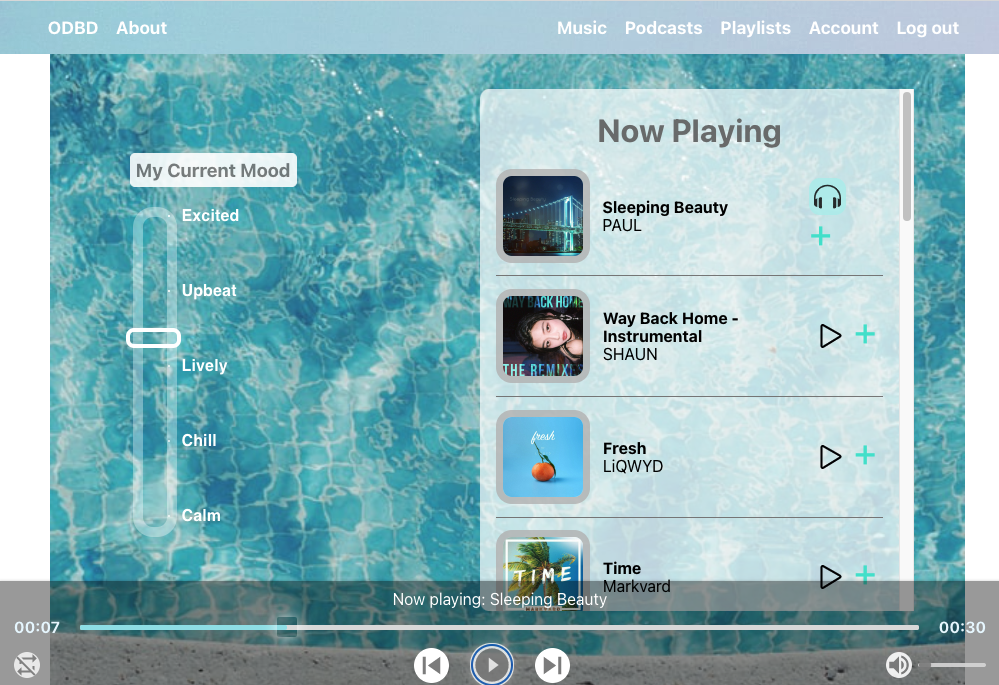 ODBD About Music Podcasts Playlists Account Log out
My Current Mood
Excited
Upbeat
Lively
Chill
Calm
Now Playing
Sleeping Beauty
PAUL
WAY BACK HOME
THE REMIXES
Way Back Home -
Instrumental
SHAUN
fresh
Fresh
LiQWYD
TIME
Time
Markvard
Now playing: Sleeping Beauty
00:07 00:30